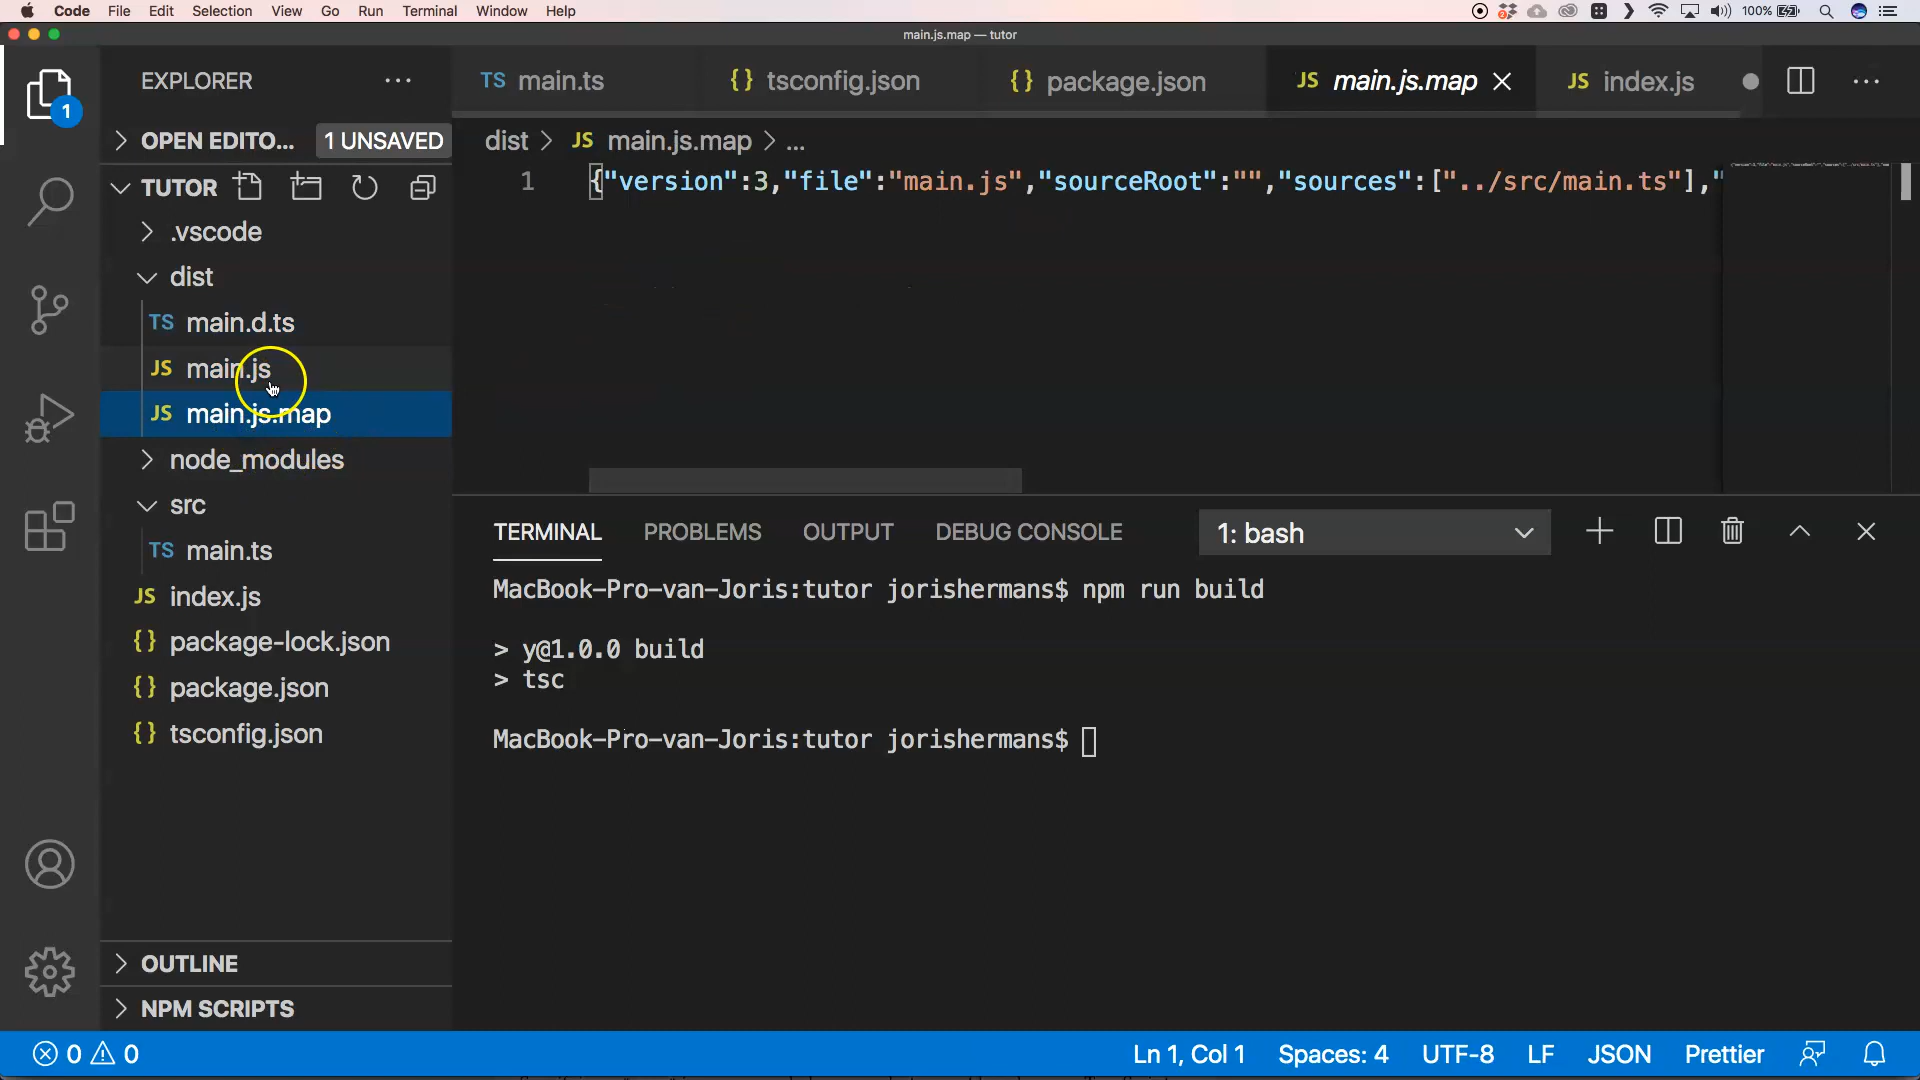 Code File Edit Selection View Go Run Terminal Window Help 100%
main.js.map — tutor
1
EXPLORER
TS main.ts {} tsconfig.json {} package.json JS main.js.map JS index.js
OPEN EDITO... 1 UNSAVED
dist > JS main.js.map > ...
TUTOR
1 {"version":3,"file":"main.js","sourceRoot":"","sources":["../src/main.ts"],"
.vscode
dist
TS main.d.ts
JS main.js
JS main.js.map
node_modules
src
TS main.ts
JS index.js
{} package-lock.json
{} package.json
{} tsconfig.json
OUTLINE
NPM SCRIPTS
TERMINAL PROBLEMS OUTPUT DEBUG CONSOLE 1: bash
MacBook-Pro-van-Joris:tutor jorishermans$ npm run build
> y@1.0.0 build
> tsc
MacBook-Pro-van-Joris:tutor jorishermans$
0 0 Ln 1, Col 1 Spaces: 4 UTF-8 LF JSON Prettier